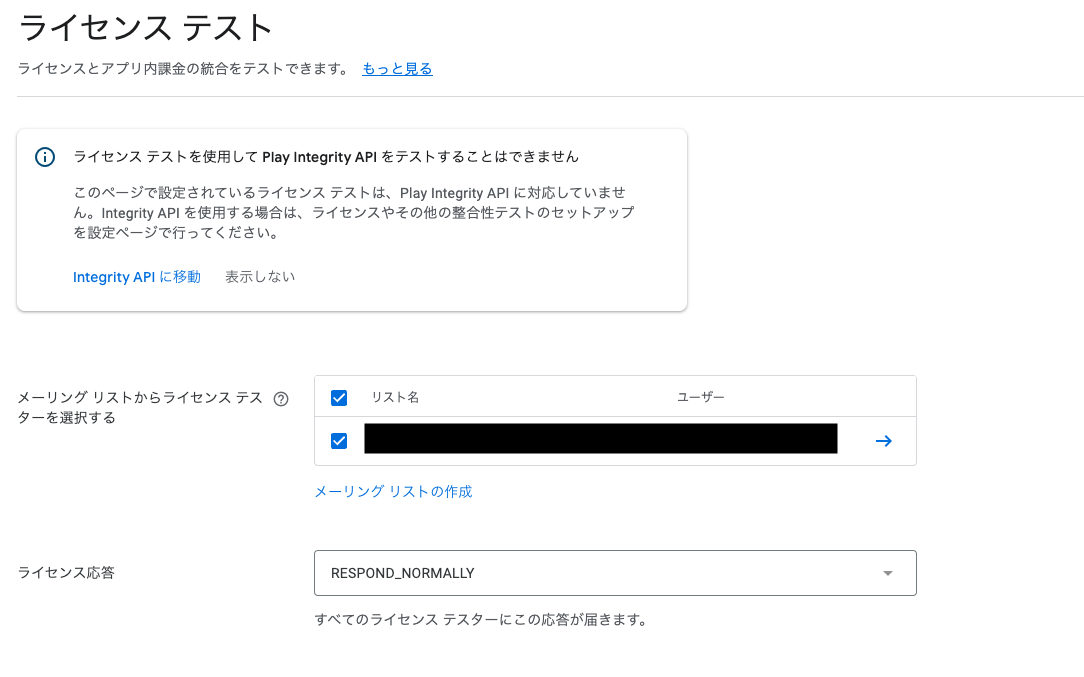 ライセンス テスト
ライセンスとアプリ内課金の統合をテストできます。 もっと見る
ライセンス テストを使用して Play Integrity API をテストすることはできません
このページで設定されているライセンス テストは、Play Integrity API に対応していませ
ん。Integrity API を使用する場合は、ライセンスやその他の整合性テストのセットアップ
を設定ページで行ってください。
Integrity API に移動 表示しない
メーリング リストからライセンス テス
ターを選択する
リスト名 ユーザー
メーリング リストの作成
ライセンス応答
RESPOND_NORMALLY
すべてのライセンス テスターにこの応答が届きます。